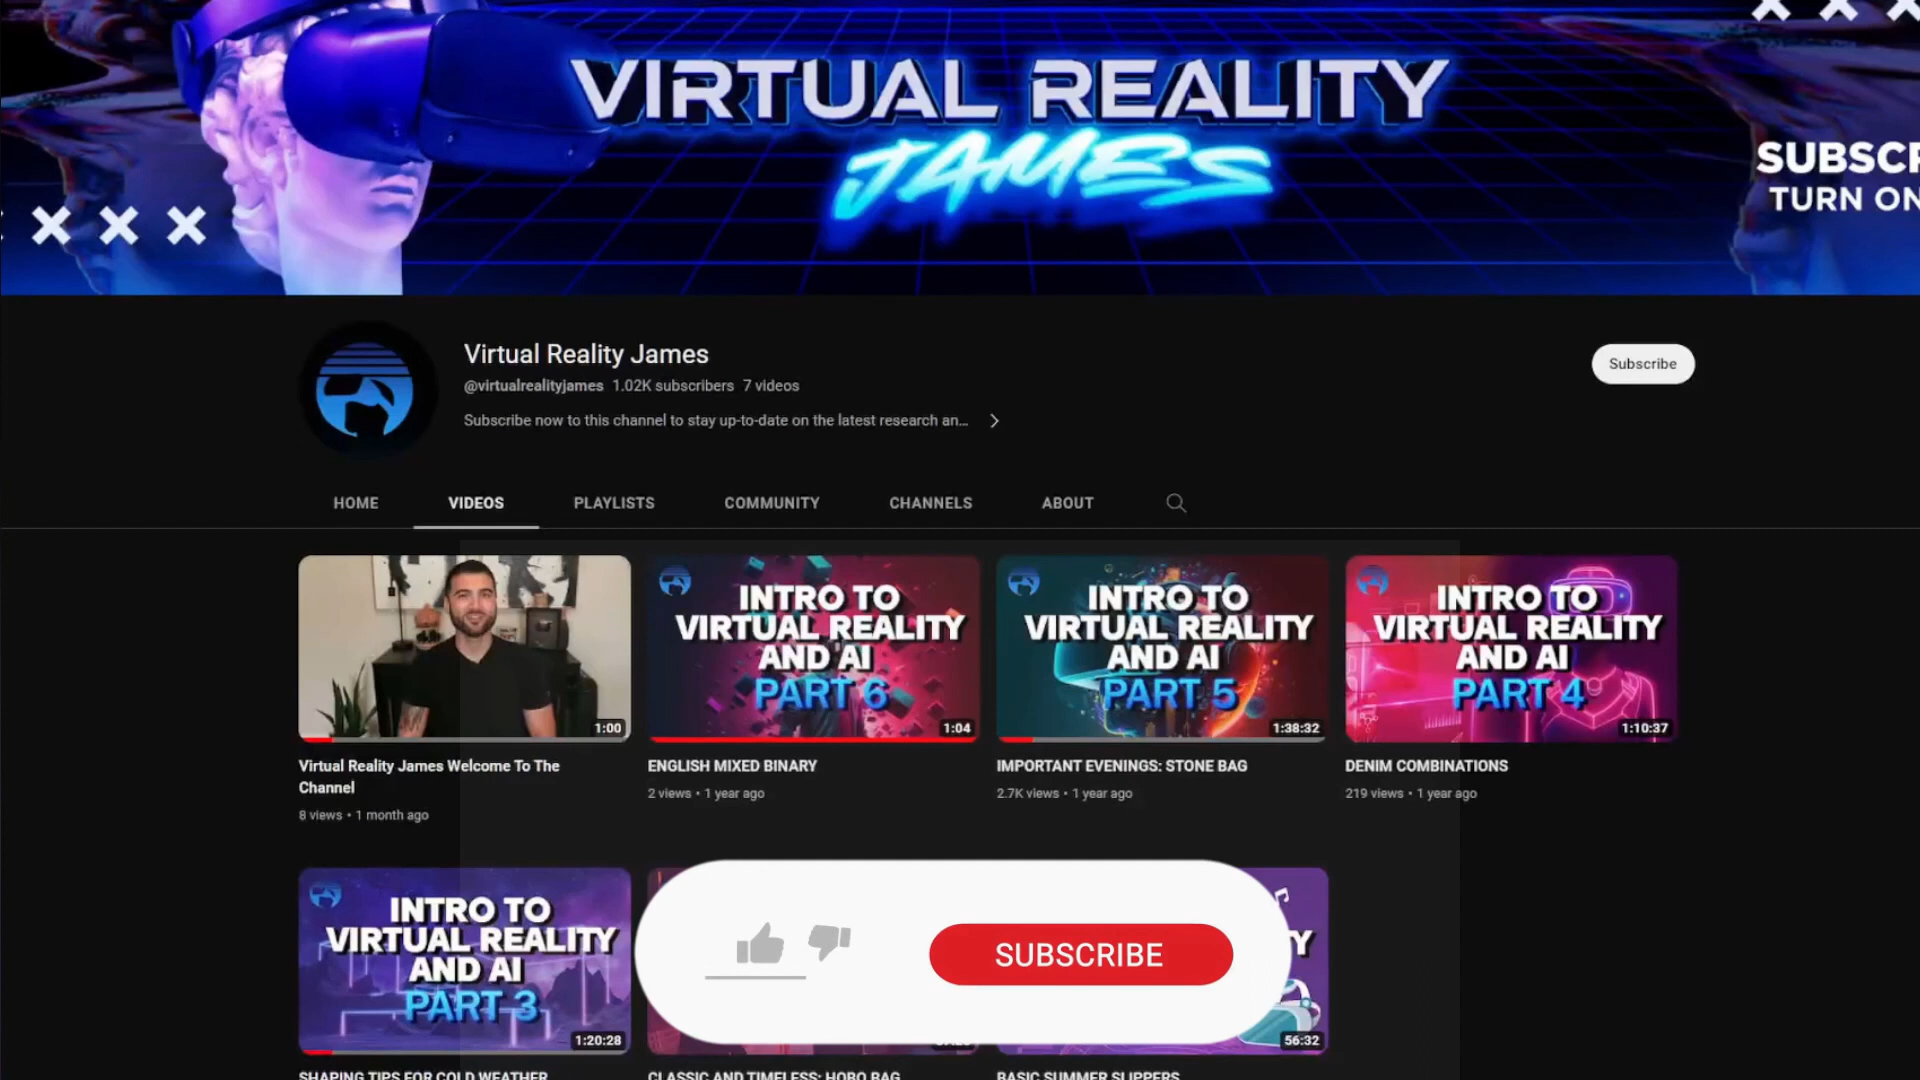 VIRTUAL REALITY
JAMES
SUBSCR
TURN ON
Virtual Reality James
@virtualrealityjames 1.02K subscribers 7 videos
Subscribe now to this channel to stay up-to-date on the latest research an...
Subscribe
HOME VIDEOS PLAYLISTS COMMUNITY CHANNELS ABOUT
1:00
Virtual Reality James Welcome To The
Channel
8 views • 1 month ago
INTRO TO
VIRTUAL REALITY
AND AI
PART 6
1:04
ENGLISH MIXED BINARY
2 views • 1 year ago
INTRO TO
VIRTUAL REALITY
AND AI
PART 5
1:38:32
IMPORTANT EVENINGS: STONE BAG
2.7K views • 1 year ago
INTRO TO
VIRTUAL REALITY
AND AI
PART 4
1:10:37
DENIM COMBINATIONS
219 views • 1 year ago
INTRO TO
VIRTUAL REALITY
AND AI
PART 3
1:20:28
SHAPING TIPS FOR COLD WEATHER
SUBSCRIBE
CLASSIC AND TIMELESS: HOBO BAG
Y
56:32
BASIC SUMMER SLIPPERS